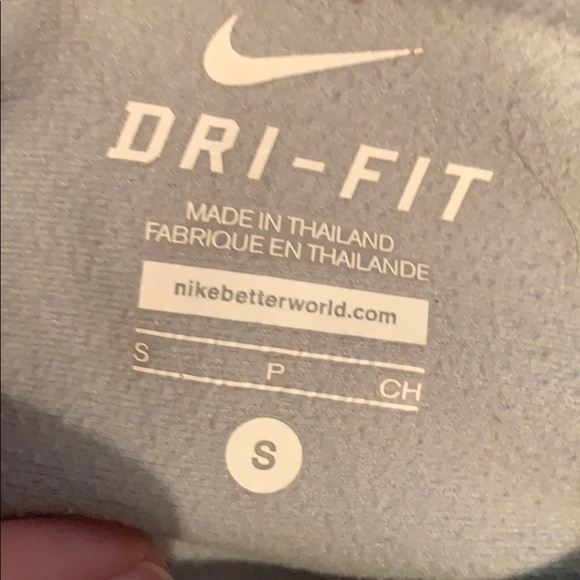 DRI-FIT
MADE IN THAILAND
FABRIQUE EN THAILANDE
nikebetterworld.com
S P CH
S